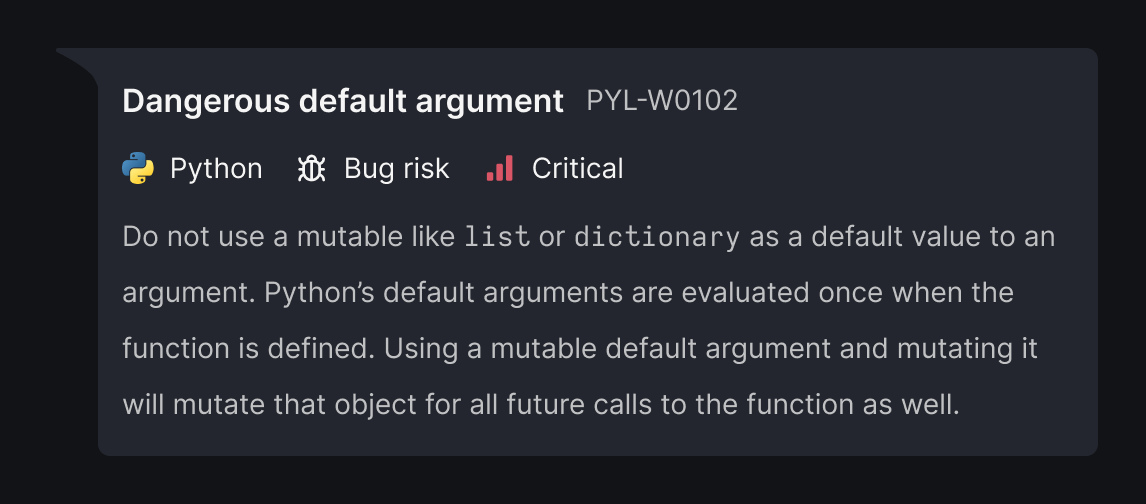 Dangerous default argument PYL-W0102
Python Bug risk Critical
Do not use a mutable like list or dictionary as a default value to an
argument. Python’s default arguments are evaluated once when the
function is defined. Using a mutable default argument and mutating it
will mutate that object for all future calls to the function as well.